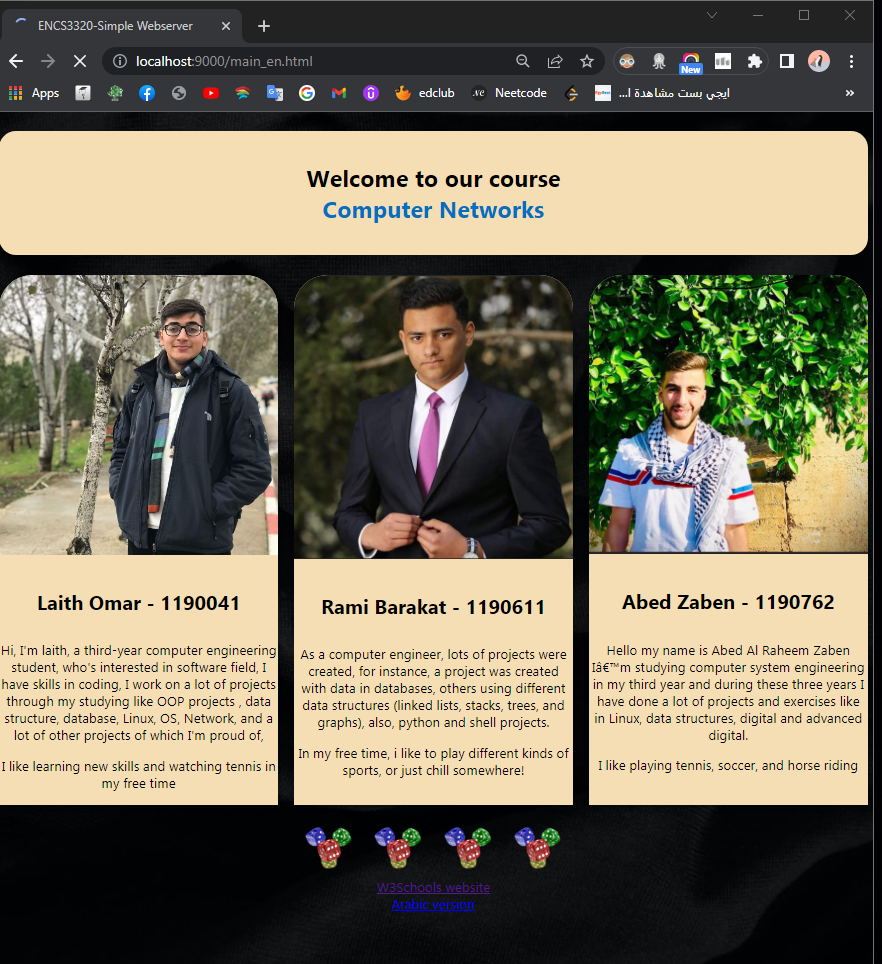 ENCS3320-Simple Webserver
localhost:9000/main_en.html
New
Apps
edclub
Neetcode
ايجي بست مشاهدة ا...
Welcome to our course
Computer Networks
Laith Omar - 1190041
Hi, I'm laith, a third-year computer engineering
student, who's interested in software field, I
have skills in coding, I work on a lot of projects
through my studying like OOP projects , data
structure, database, Linux, OS, Network, and a
lot of other projects of which I'm proud of,
I like learning new skills and watching tennis in
my free time
Rami Barakat - 1190611
As a computer engineer, lots of projects were
created, for instance, a project was created
with data in databases, others using different
data structures (linked lists, stacks, trees, and
graphs), also, python and shell projects.
In my free time, i like to play different kinds of
sports, or just chill somewhere!
Abed Zaben - 1190762
Hello my name is Abed Al Raheem Zaben
Iâ€™m studying computer system engineering
in my third year and during these three years I
have done a lot of projects and exercises like
in Linux, data structures, digital and advanced
digital.
I like playing tennis, soccer, and horse riding
W3Schools website
Arabic version